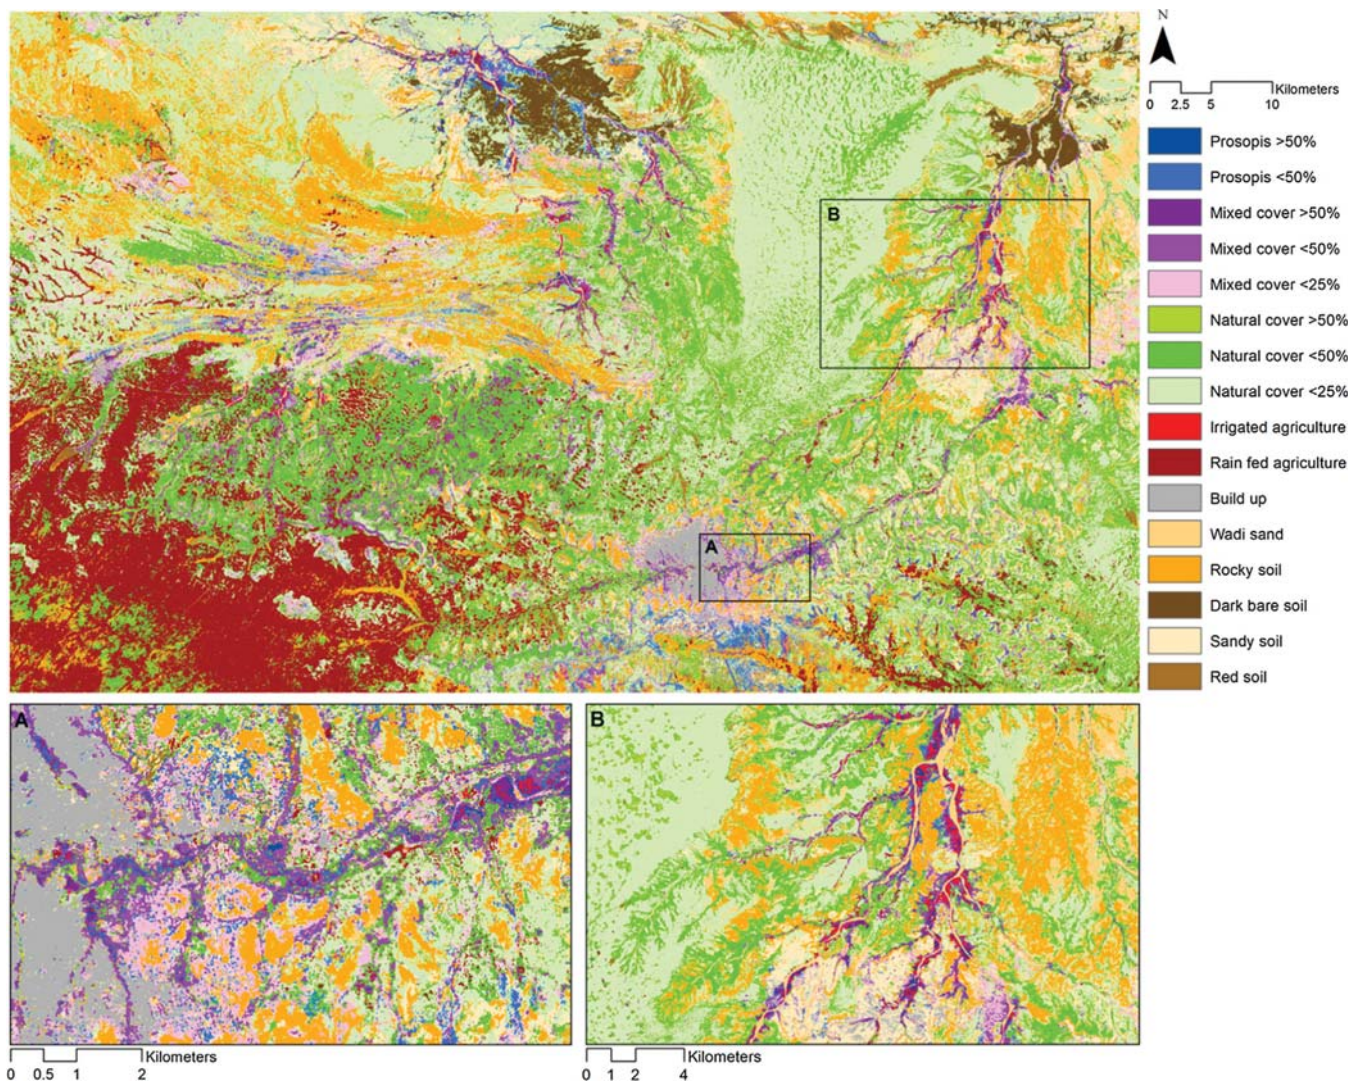 N
Kilometers
0 2.5 5 10
Prosopis >50%
Prosopis <50%
Mixed cover >50%
Mixed cover <50%
Mixed cover <25%
Natural cover >50%
Natural cover <50%
Natural cover <25%
Irrigated agriculture
Rain fed agriculture
Build up
Wadi sand
Rocky soil
Dark bare soil
Sandy soil
Red soil
B
A
A
B
Kilometers
0 0.5 1 2
Kilometers
0 1 2 4